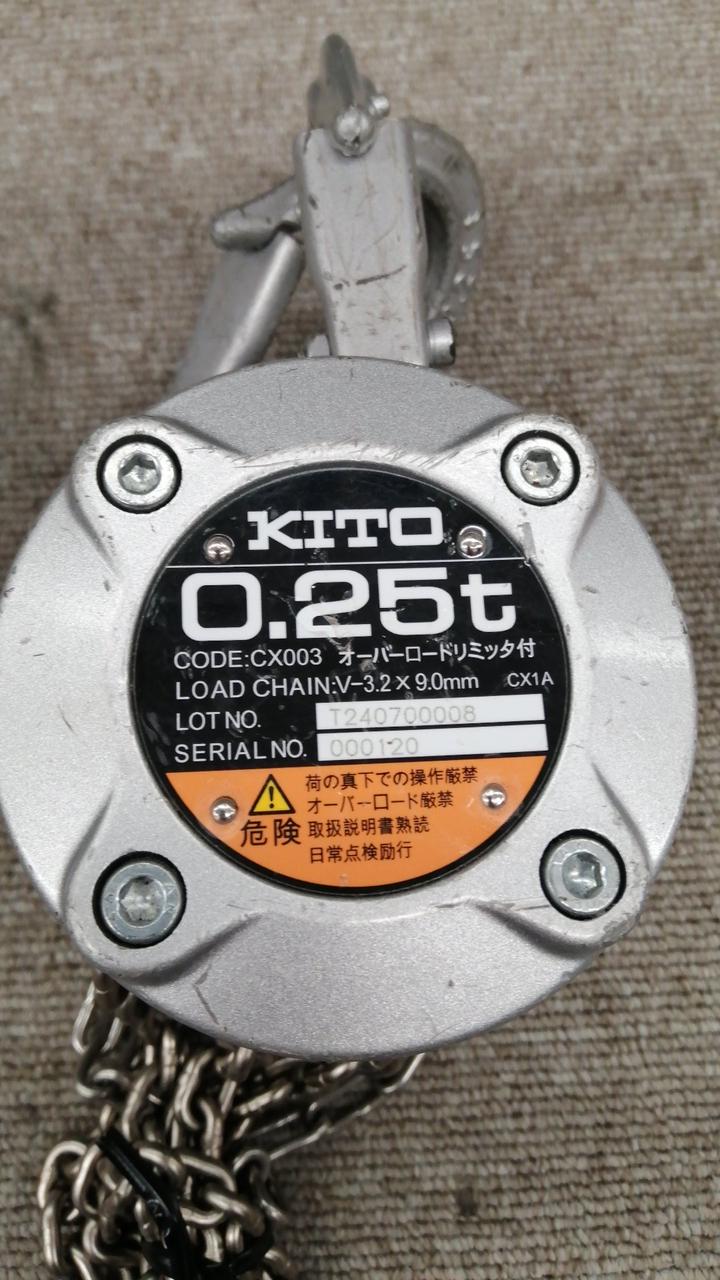 KITO
0.25t
CODE:CX003 オーバーロードリミッタ付
LOAD CHAIN:V-3.2×9.0mm CX1A
LOT NO. T240700008
SERIAL NO. 000120
荷の真下での操作厳禁
オーバーロード厳禁
危険 取扱説明書熟読
日常点検励行